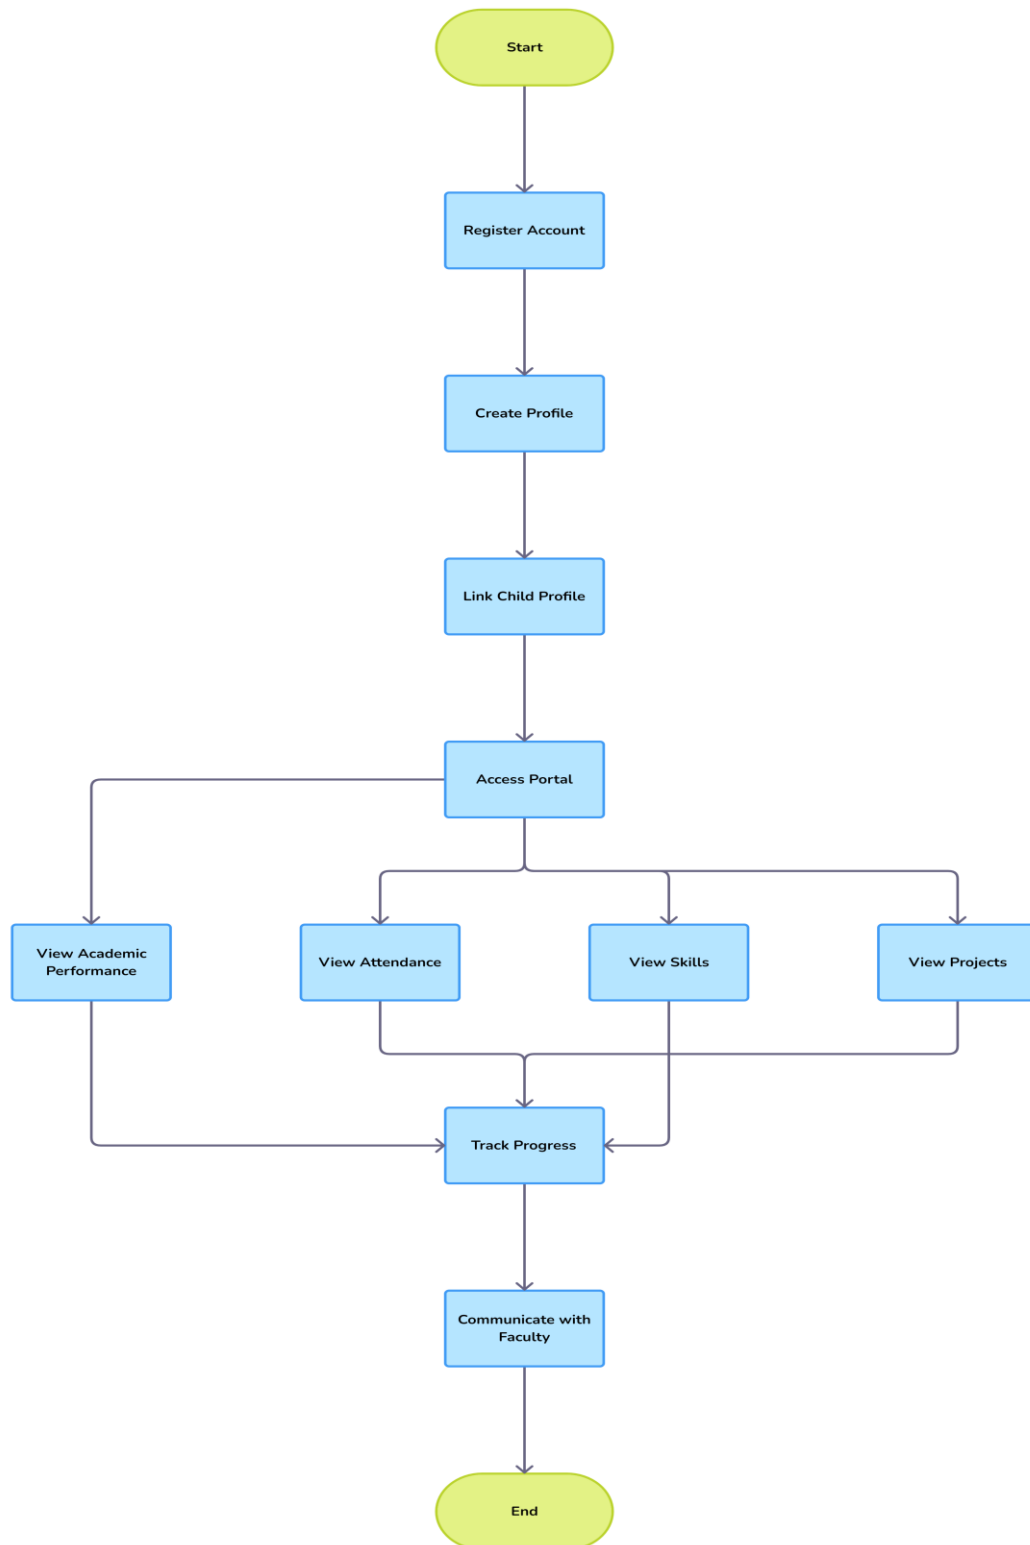 Start
Register Account
Create Profile
Link Child Profile
Access Portal
View Academic
Performance
View Attendance
View Skills
View Projects
Track Progress
Communicate with
Faculty
End